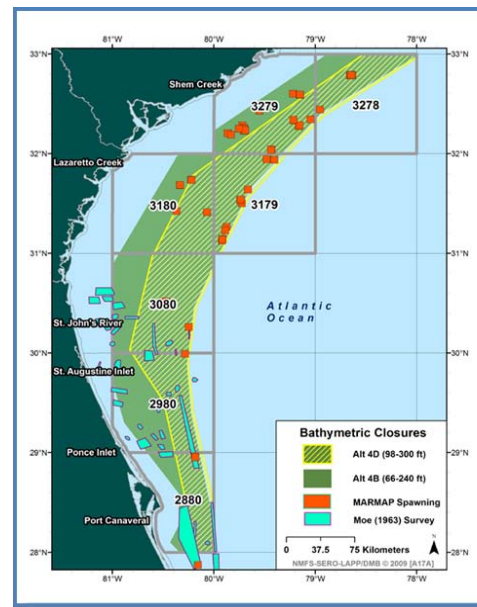 81°W 80°W 79°W 78°W
33°N 33°N
Shem Creek
3279
3278
32°N 32°N
Lazaretto Creek
3180
3179
31°N 31°N
3080
Atlantic
Ocean
St. John's River
30°N 30°N
St. Augustine Inlet
2980
Ponce Inlet
29°N 29°N
2880
Port Canaveral
28°N 28°N
Bathymetric Closures
Alt 4D (98-300 ft)
Alt 4B (66-240 ft)
MARMAP Spawning
Moe (1963) Survey
0 37.5 75 Kilometers
N
NMFS-SERO-LAPP/DMB © 2009 [A17A]
81°W 80°W 79°W 78°W